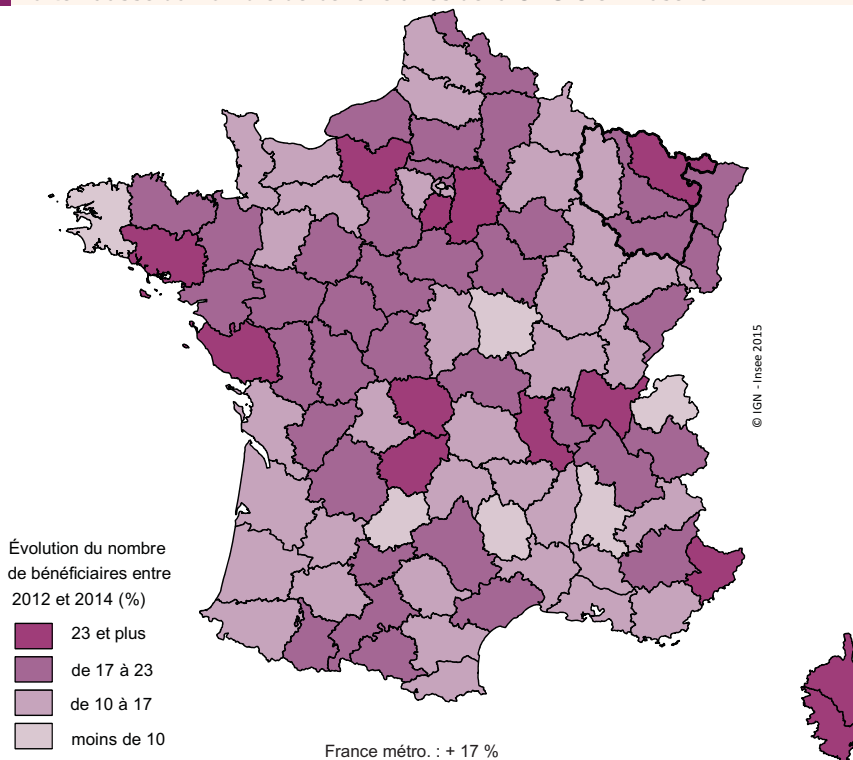 Évolution du nombre
de bénéficiaires entre
2012 et 2014 (%)
23 et plus
de 17 à 23
de 10 à 17
moins de 10
France métro. : + 17 %
© IGN - Insee 2015